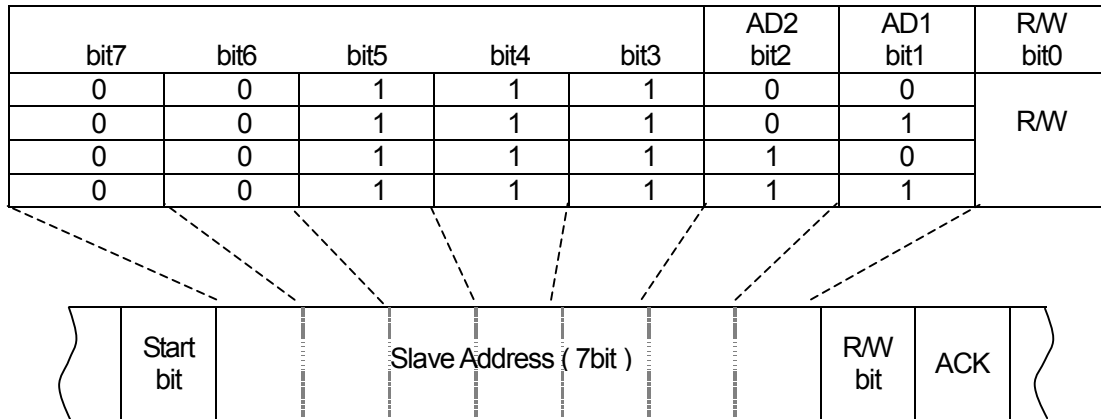 AD2 AD1 R/W
bit7 bit6 bit5 bit4 bit3 bit2 bit1 bit0
0 0 1 1 1 0 0
0 0 1 1 1 0 1 R/W
0 0 1 1 1 1 0
0 0 1 1 1 1 1
Start bit
Slave Address ( 7bit )
R/W bit
ACK